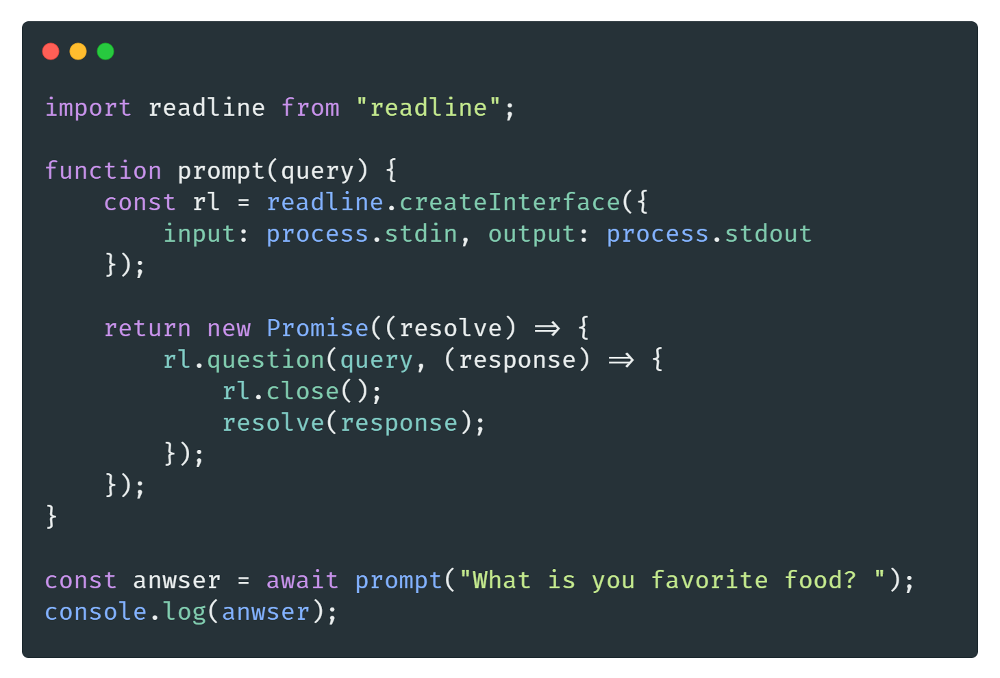 import readline from "readline";

function prompt(query) {
    const rl = readline.createInterface({
        input: process.stdin, output: process.stdout
    });

    return new Promise((resolve) => {
        rl.question(query, (response) => {
            rl.close();
            resolve(response);
        });
    });
}

const anwser = await prompt("What is you favorite food? ");
console.log(anwser);